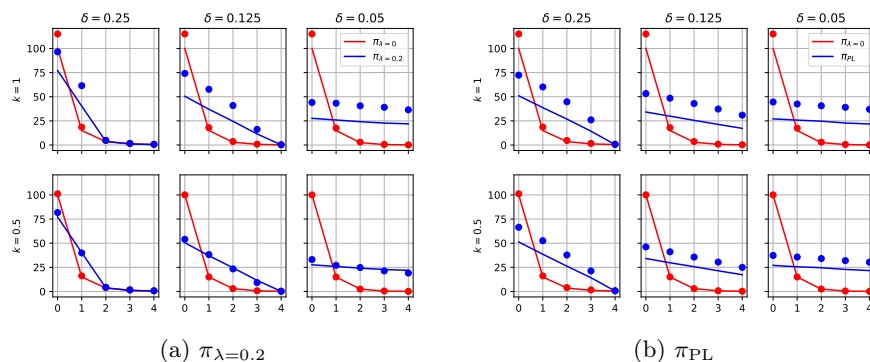 δ = 0.25 δ = 0.125 δ = 0.05 δ = 0.25 δ = 0.125 δ = 0.05
k = 1 100 75 50 25 0
π_{λ=0}
π_{λ=0.2}
k = 1 100 75 50 25 0
π_{λ=0}
π_{PL}
k = 0.5 100 75 50 25 0
k = 0.5 100 75 50 25 0
0 1 2 3 4 0 1 2 3 4 0 1 2 3 4 0 1 2 3 4 0 1 2 3 4 0 1 2 3 4
(a) π_{λ=0.2} (b) π_{PL}